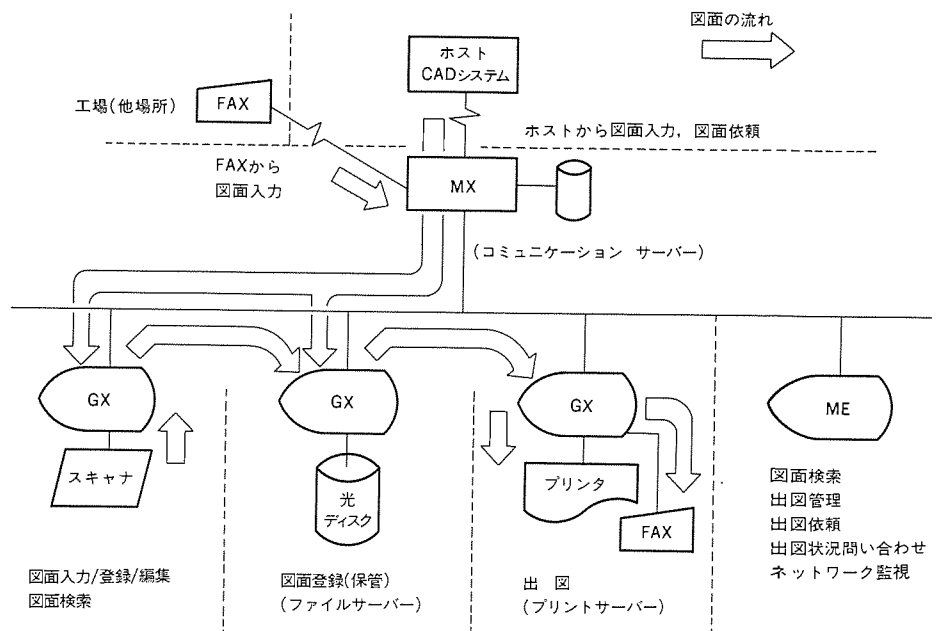 図面の流れ
ホスト
CADシステム
工場(他場所)
FAX
ホストから図面入力，図面依頼
FAXから
図面入力
MX
(コミュニケーション サーバー)
GX
GX
GX
ME
スキャナ
光
ディスク
プリンタ
FAX
図面入力/登録/編集
図面検索
図面登録(保管)
(ファイルサーバー)
出 図
(プリントサーバー)
図面検索
出図管理
出図依頼
出図状況問い合わせ
ネットワーク監視